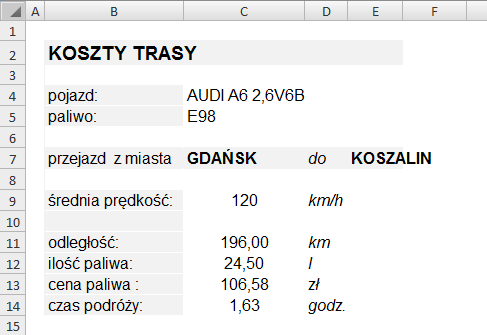 A B C D E F
1
2 KOSZTY TRASY
3
4 pojazd: AUDI A6 2,6V6B
5 paliwo: E98
6
7 przejazd z miasta GDAŃSK do KOSZALIN
8
9 średnia prędkość: 120 km/h
10
11 odległość: 196,00 km
12 ilość paliwa: 24,50 l
13 cena paliwa : 106,58 zł
14 czas podróży: 1,63 godz.
15